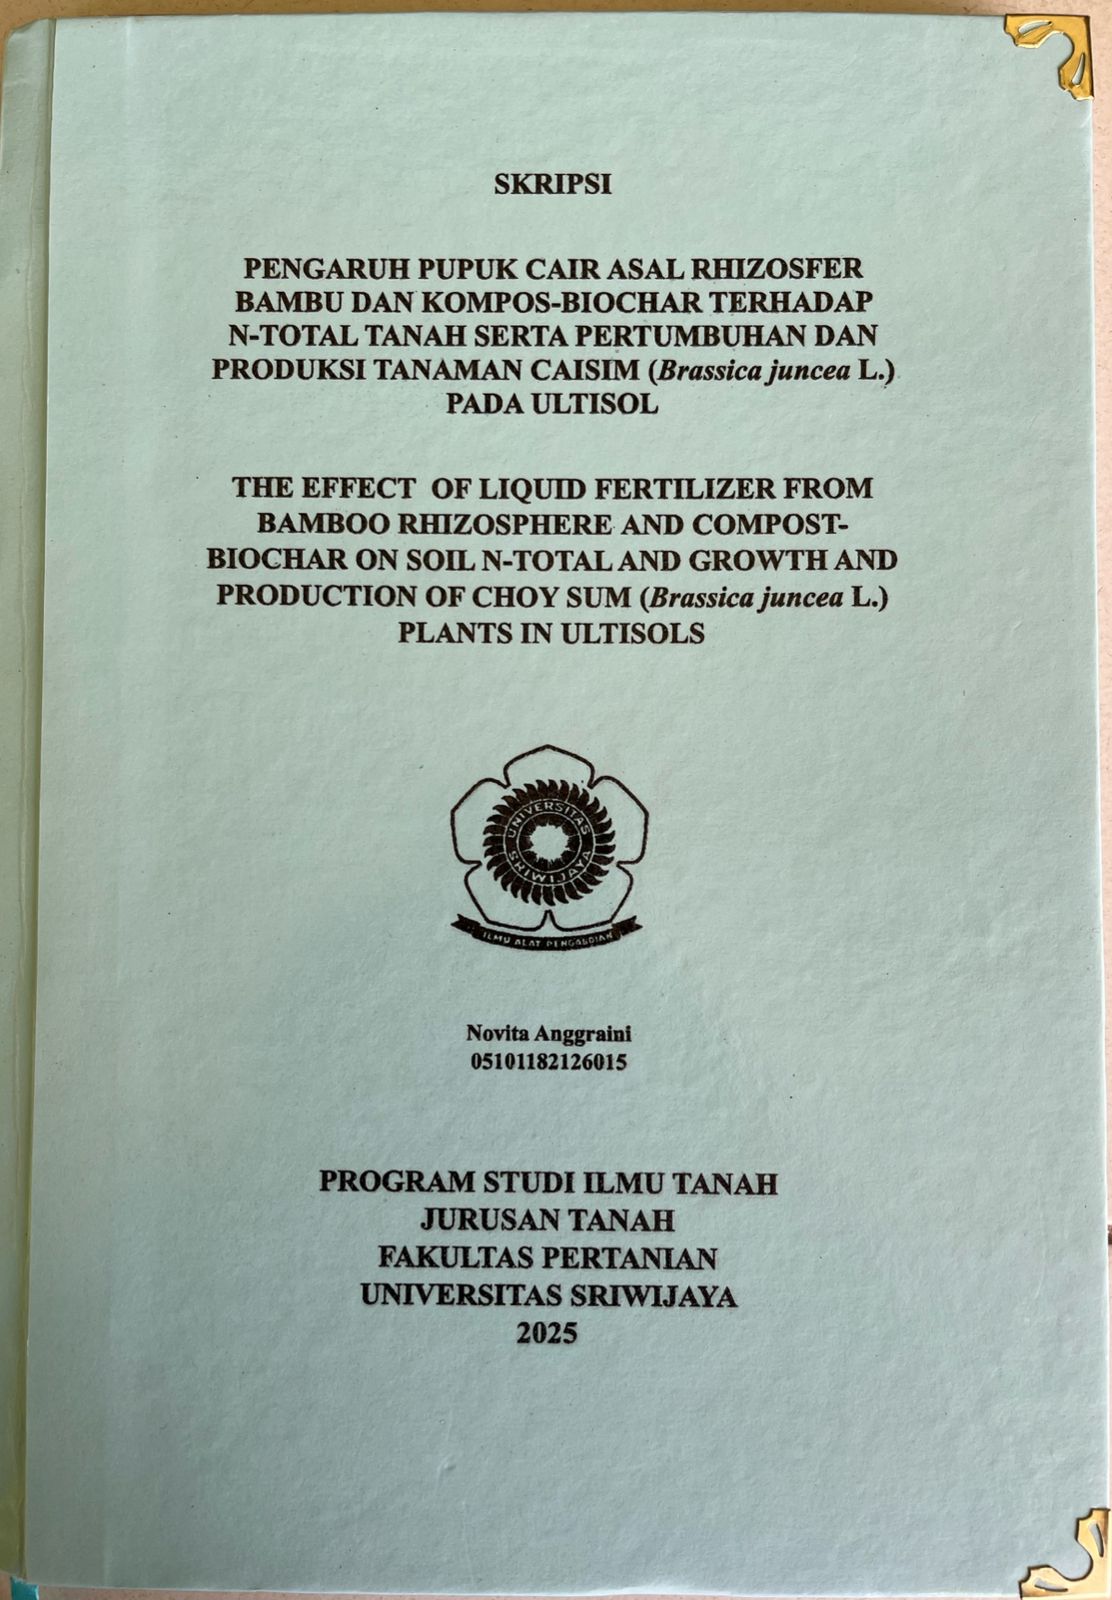 SKRIPSI
PENGARUH PUPUK CAIR ASAL RHIZOSFER
BAMBU DAN KOMPOS-BIOCHAR TERHADAP
N-TOTAL TANAH SERTA PERTUMBUHAN DAN
PRODUKSI TANAMAN CAISIM (Brassica juncea L.)
PADA ULTISOL
THE EFFECT OF LIQUID FERTILIZER FROM
BAMBOO RHIZOSPHERE AND COMPOST-
BIOCHAR ON SOIL N-TOTAL AND GROWTH AND
PRODUCTION OF CHOY SUM (Brassica juncea L.)
PLANTS IN ULTISOLS
UNIVERSITAS
SRIWIJAYA
ILMU ALAT PENGABDIAN
Novita Anggraini
05101182126015
PROGRAM STUDI ILMU TANAH
JURUSAN TANAH
FAKULTAS PERTANIAN
UNIVERSITAS SRIWIJAYA
2025